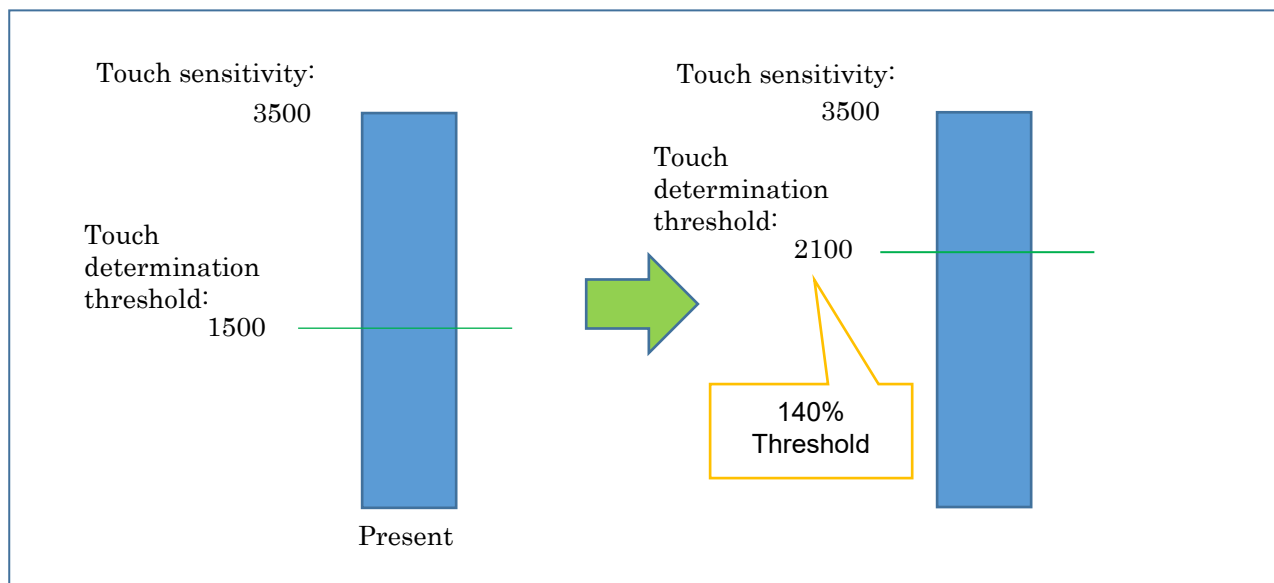 Touch sensitivity:
3500
Touch
determination
threshold:
1500
Present
Touch sensitivity:
3500
Touch
determination
threshold:
2100
140%
Threshold